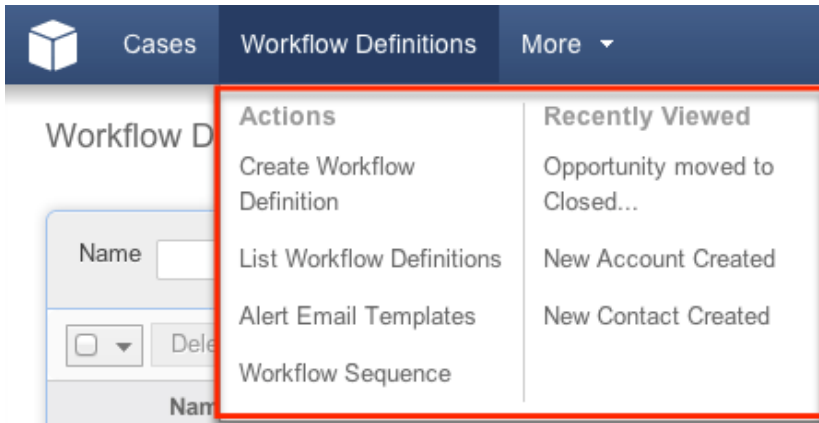 Cases Workflow Definitions More
Workflow D
Actions
Create Workflow
Definition
List Workflow Definitions
Alert Email Templates
Workflow Sequence
Recently Viewed
Opportunity moved to
Closed...
New Account Created
New Contact Created
Name
Dele
Nam